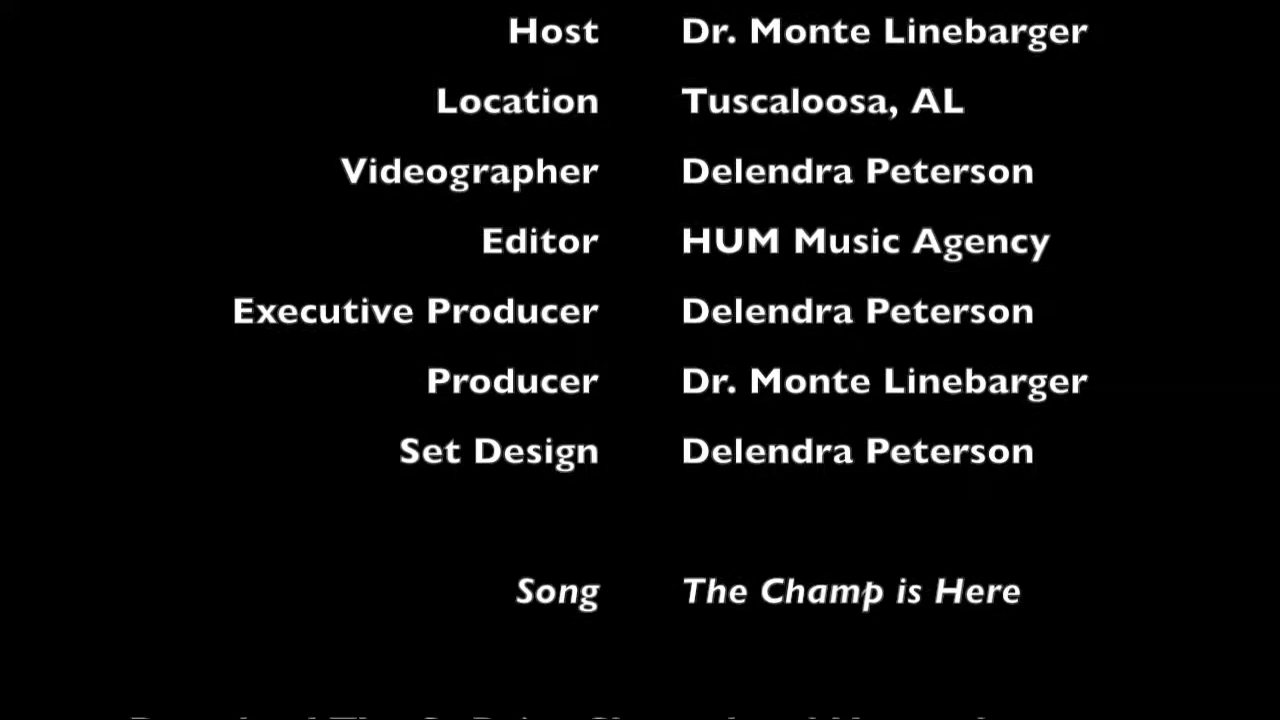 Host Dr. Monte Linebarger
Location Tuscaloosa, AL
Videographer Delendra Peterson
Editor HUM Music Agency
Executive Producer Delendra Peterson
Producer Dr. Monte Linebarger
Set Design Delendra Peterson
Song The Champ is Here